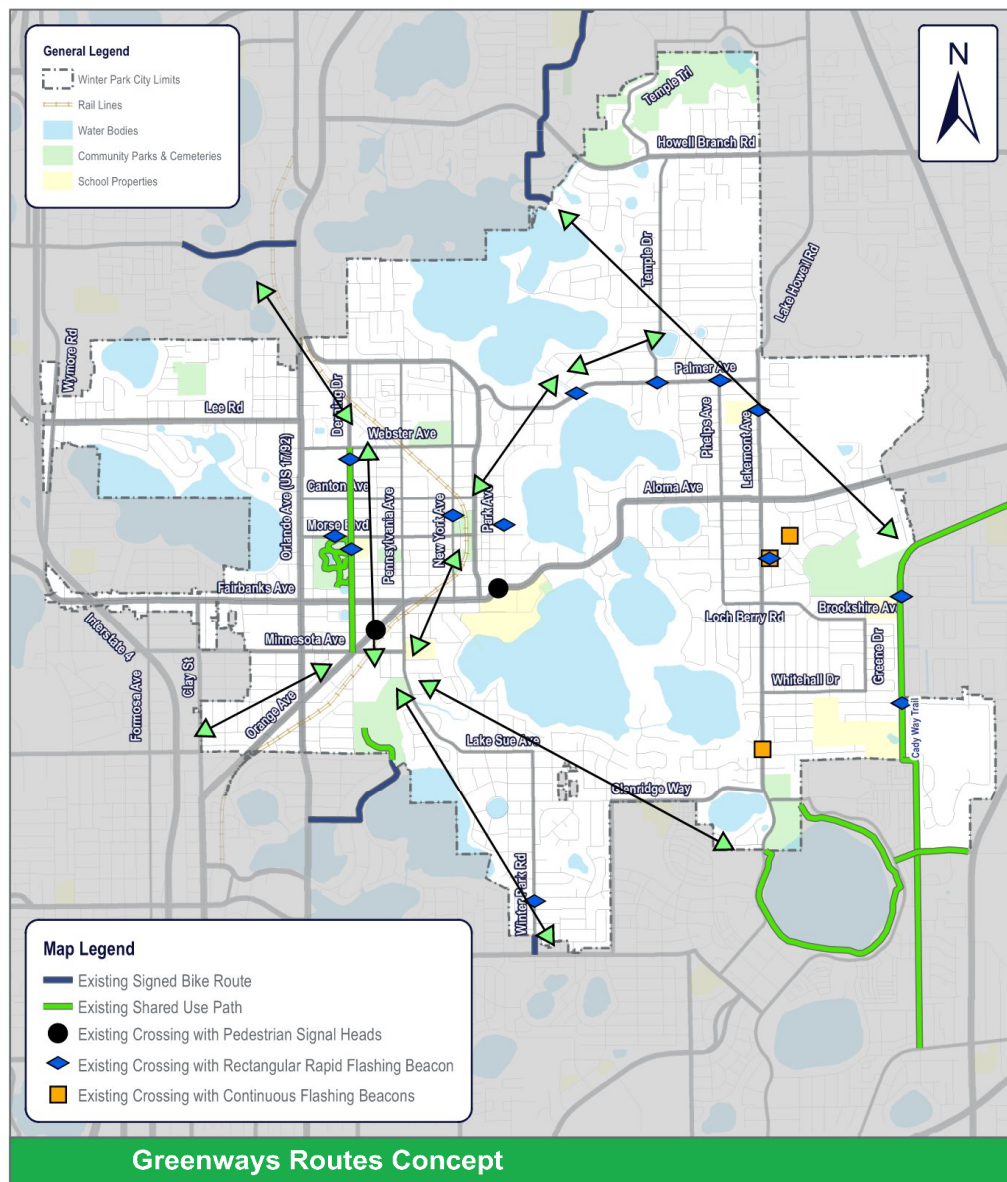 General Legend
Winter Park City Limits
Rail Lines
Water Bodies
Community Parks & Cemeteries
School Properties
N
Temple Trl
Howell Branch Rd
Temple Dr
Lake Howell Rd
Wymore Rd
Palmer Ave
Lee Rd
Denning Dr
Webster Ave
Phelps Ave
Lakemont Ave
Orlando Ave (US 17/92)
Canton Ave
Pennsylvania Ave
New York Ave
Park Ave
Aloma Ave
Morse Blvd
Fairbanks Ave
Loch Berry Rd
Brookshire Av
Interstate 4
Minnesota Ave
Greene Dr
Formosa Ave
Clay St
Whitehall Dr
Orange Ave
Lake Sue Ave
Cady Way Trail
Glenridge Way
Winter Park Rd
Map Legend
Existing Signed Bike Route
Existing Shared Use Path
Existing Crossing with Pedestrian Signal Heads
Existing Crossing with Rectangular Rapid Flashing Beacon
Existing Crossing with Continuous Flashing Beacons
Greenways Routes Concept